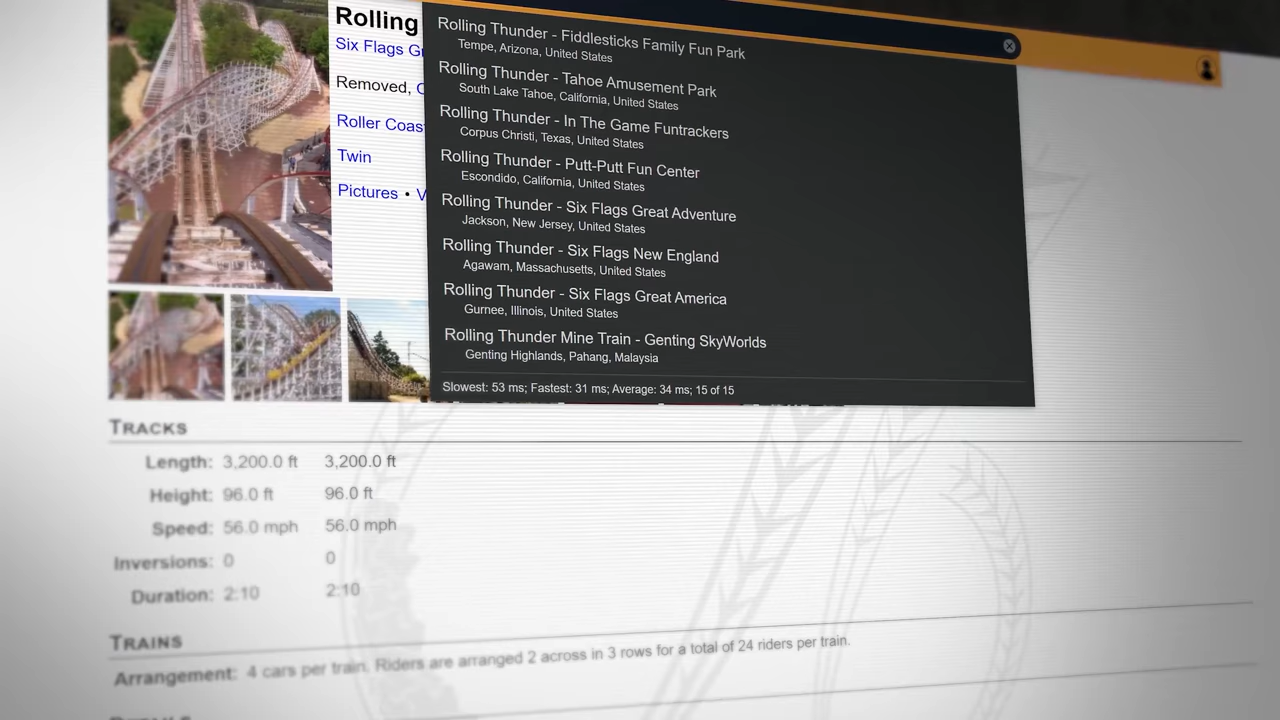 Rolling
Six Flags Gr
Removed, O
Roller Coas
Twin
Pictures • V
Rolling Thunder - Fiddlesticks Family Fun Park
Tempe, Arizona, United States
Rolling Thunder - Tahoe Amusement Park
South Lake Tahoe, California, United States
Rolling Thunder - In The Game Funtrackers
Corpus Christi, Texas, United States
Rolling Thunder - Putt-Putt Fun Center
Escondido, California, United States
Rolling Thunder - Six Flags Great Adventure
Jackson, New Jersey, United States
Rolling Thunder - Six Flags New England
Agawam, Massachusetts, United States
Rolling Thunder - Six Flags Great America
Gurnee, Illinois, United States
Rolling Thunder Mine Train - Genting SkyWorlds
Genting Highlands, Pahang, Malaysia
Slowest: 53 ms; Fastest: 31 ms; Average: 34 ms; 15 of 15
TRACKS
Length: 3,200.0 ft 3,200.0 ft
Height: 96.0 ft 96.0 ft
Speed: 56.0 mph 56.0 mph
Inversions: 0 0
Duration: 2:10 2:10
TRAINS
Arrangement: 4 cars per train. Riders are arranged 2 across in 3 rows for a total of 24 riders per train.